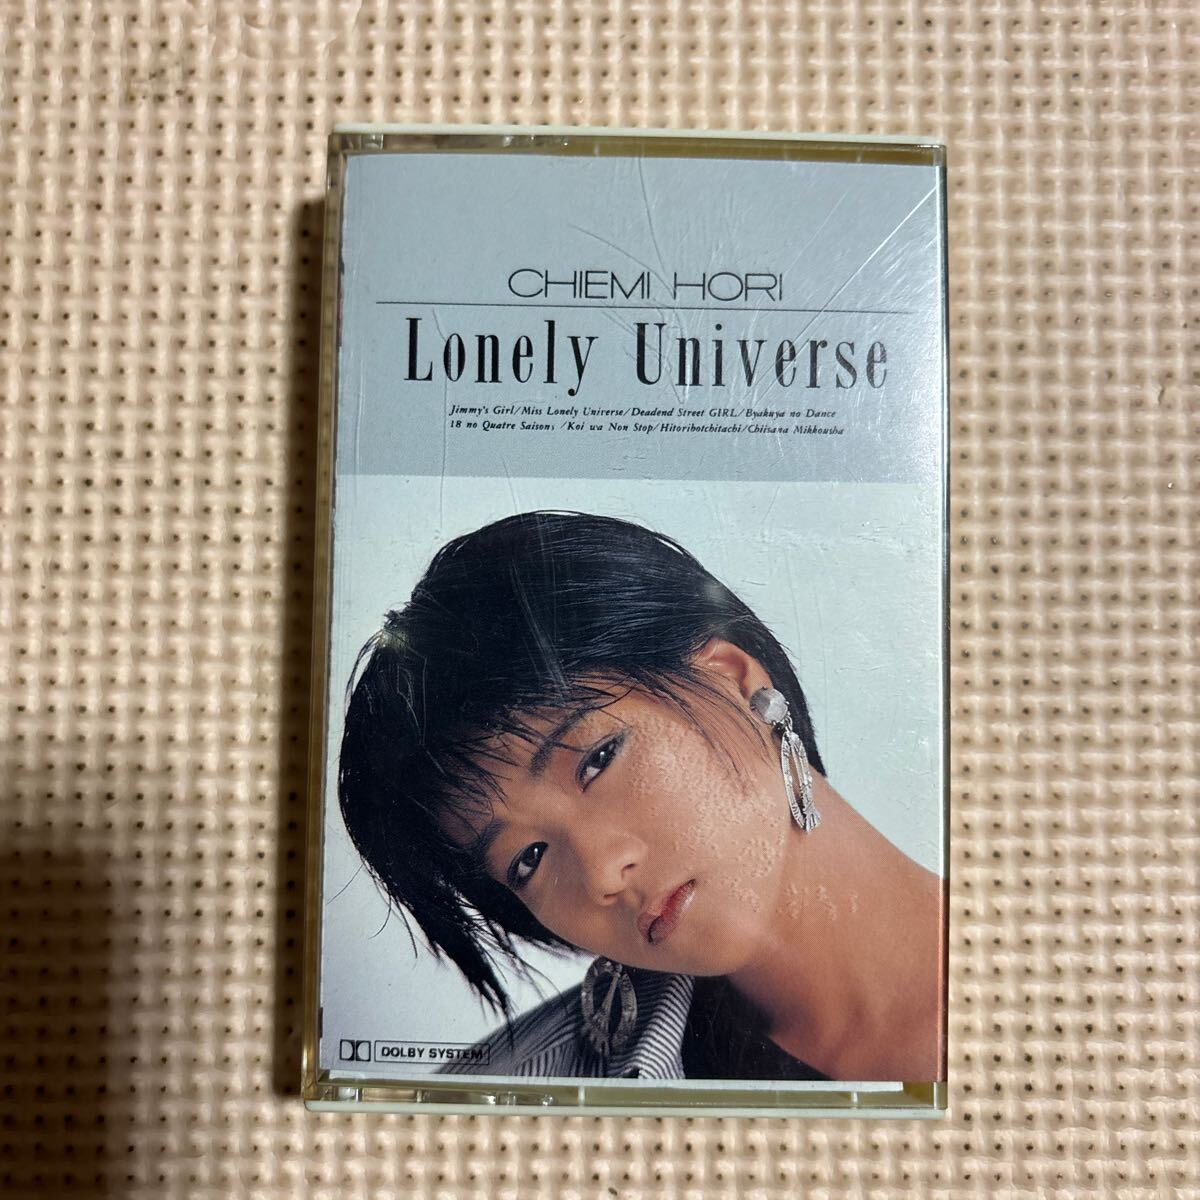 CHIEMI HORI
Lonely Universe
Jimmy's Girl/Miss Lonely Universe/Deadend Street GIRL/Byakuya no Dance
18 no Quatre Saisons /Koi wa Non Stop/Hitoribotchitachi/Chiisana Mikkousha
DOLBY SYSTEM